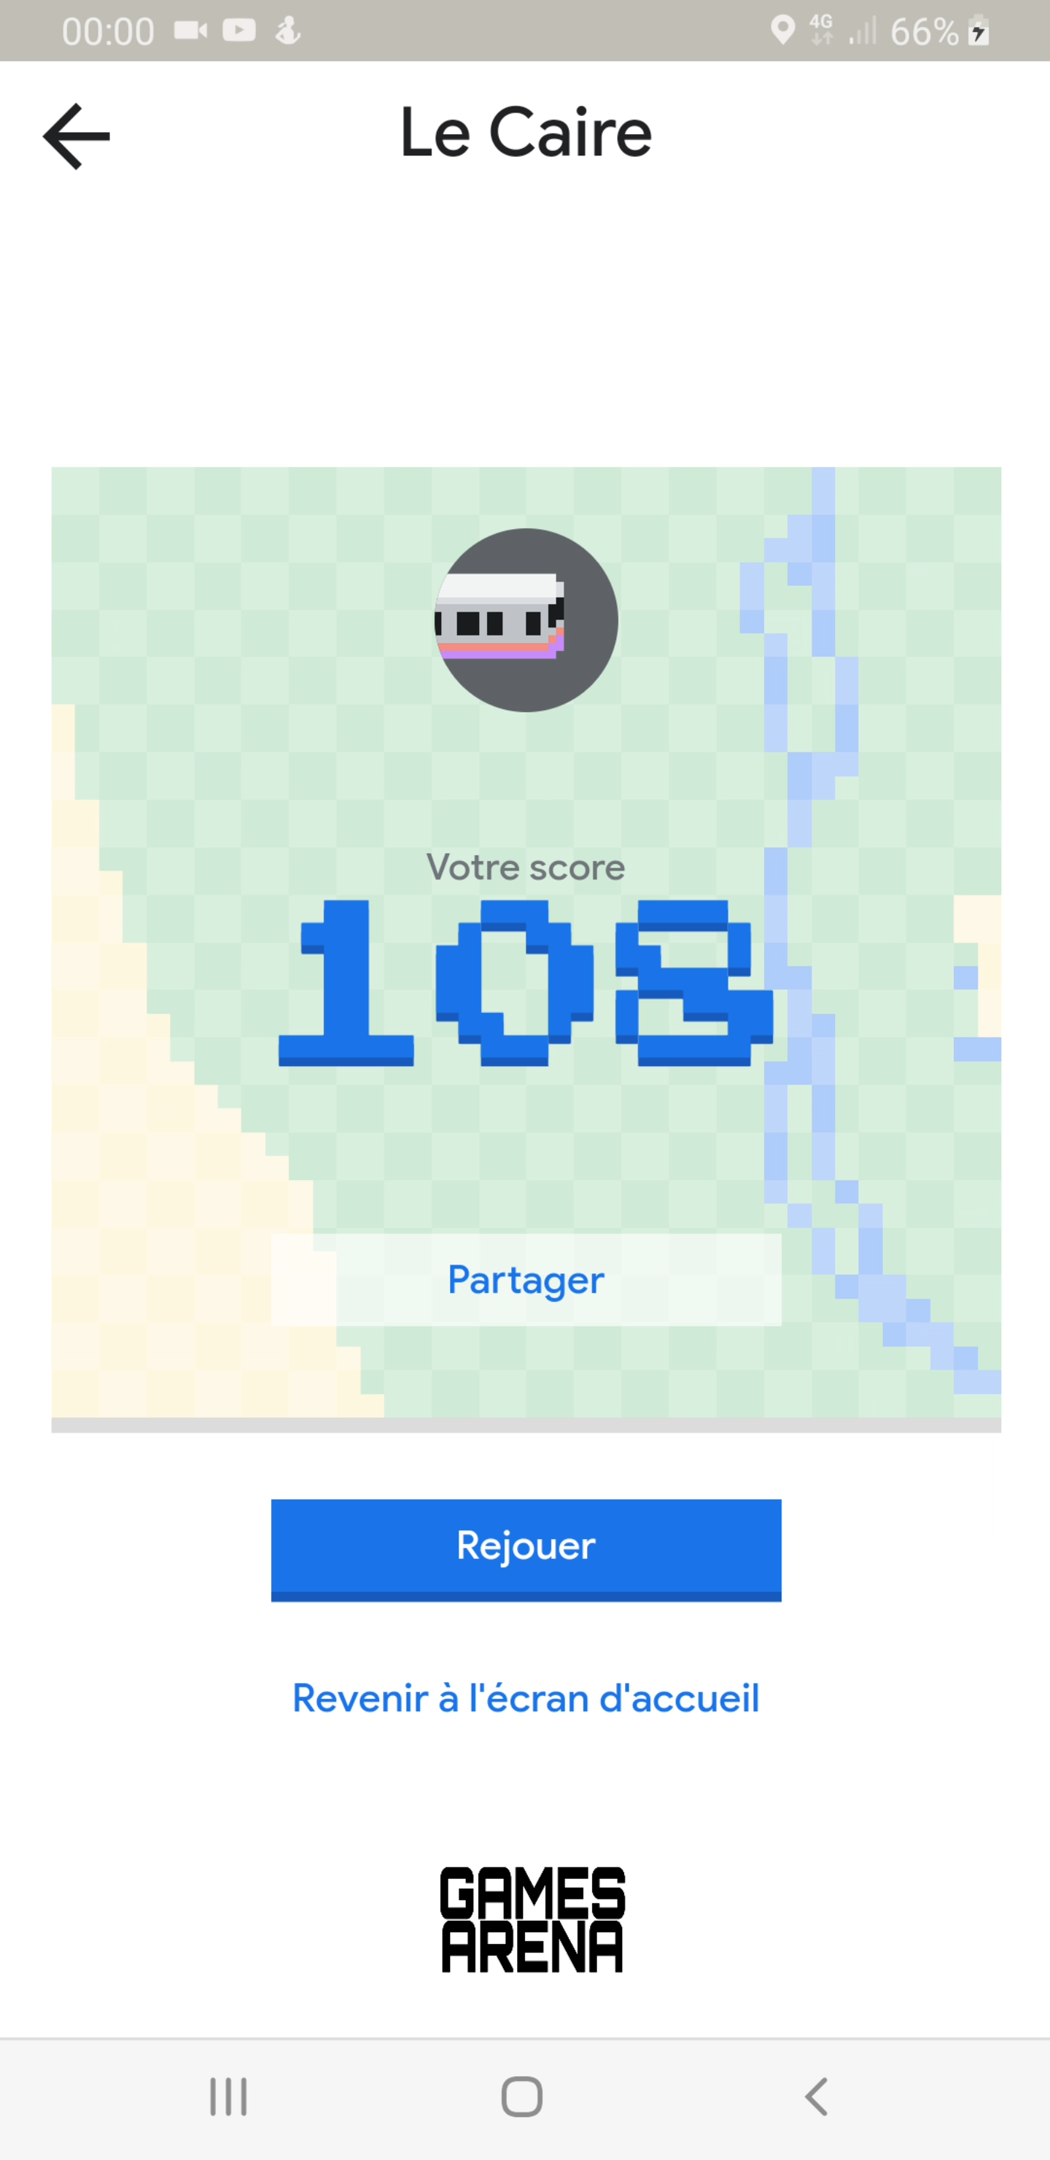 00:00
4G
66%
Le Caire
Votre score
108
Partager
Rejouer
Revenir à l'écran d'accueil
GAMES
ARENA